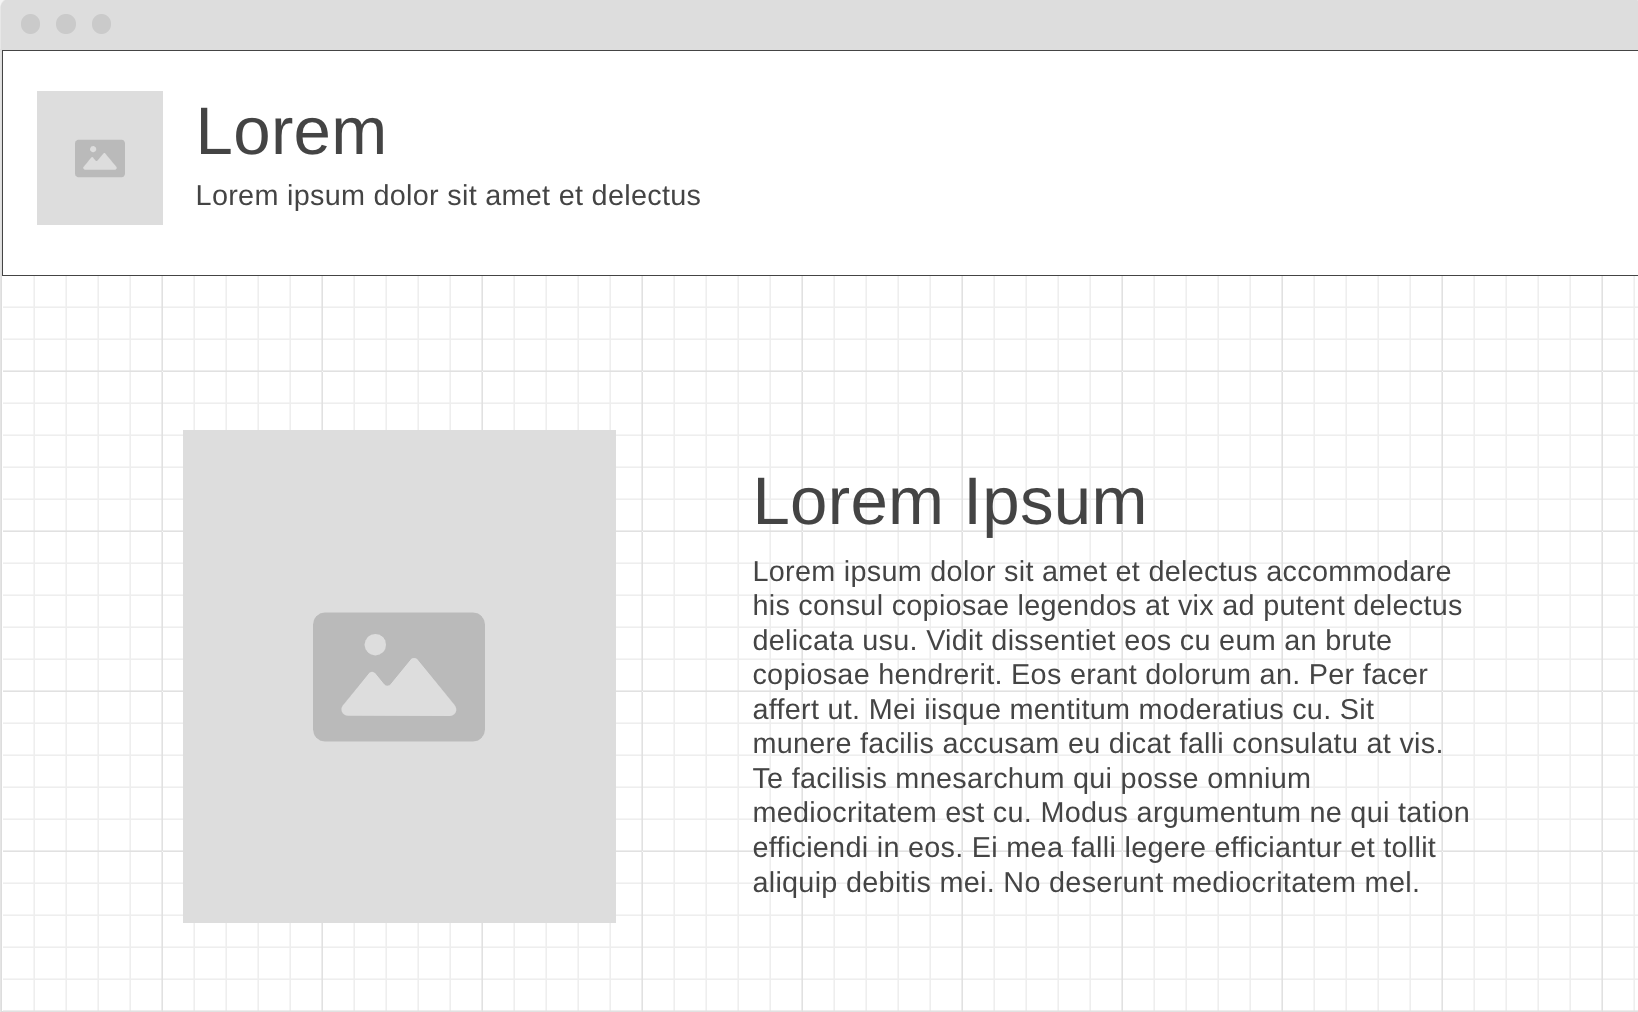 Lorem
Lorem ipsum dolor sit amet et delectus
Lorem Ipsum
Lorem ipsum dolor sit amet et delectus accommodare
his consul copiosae legendos at vix ad putent delectus
delicata usu. Vidit dissentiet eos cu eum an brute
copiosae hendrerit. Eos erant dolorum an. Per facer
affert ut. Mei iisque mentitum moderatius cu. Sit
munere facilis accusam eu dicat falli consulatu at vis.
Te facilisis mnesarchum qui posse omnium
mediocritatem est cu. Modus argumentum ne qui tation
efficiendi in eos. Ei mea falli legere efficiantur et tollit
aliquip debitis mei. No deserunt mediocritatem mel.